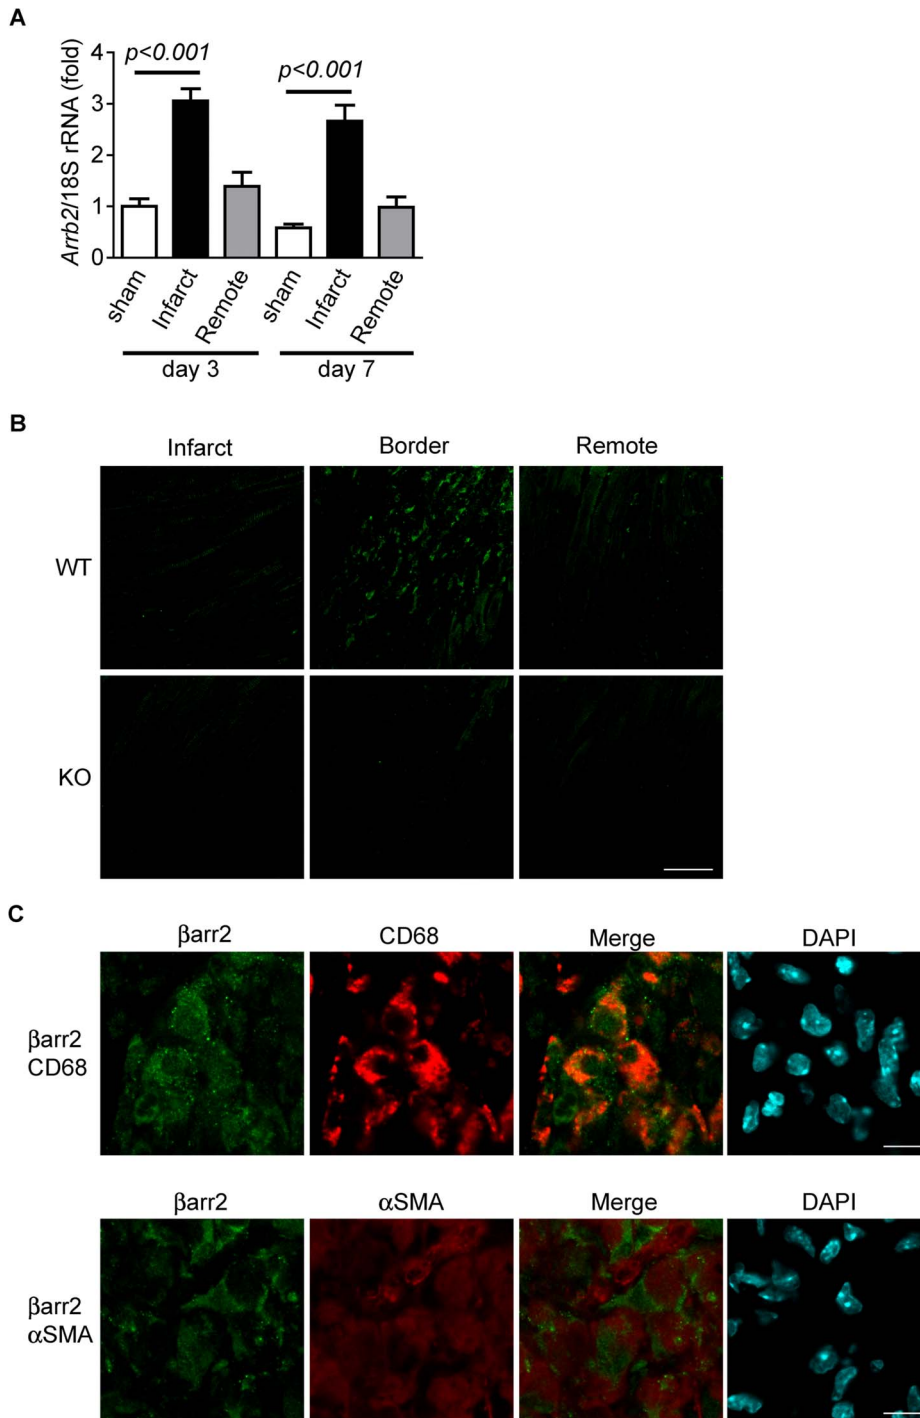 A
Arrb2/18S rRNA (fold)
4
3
2
1
0
p<0.001
p<0.001
sham
Infarct
Remote
sham
Infarct
Remote
day 3
day 7
B
Infarct Border Remote
WT
KO
C
βarr2 CD68 Merge DAPI
βarr2
CD68
βarr2 αSMA Merge DAPI
βarr2
αSMA